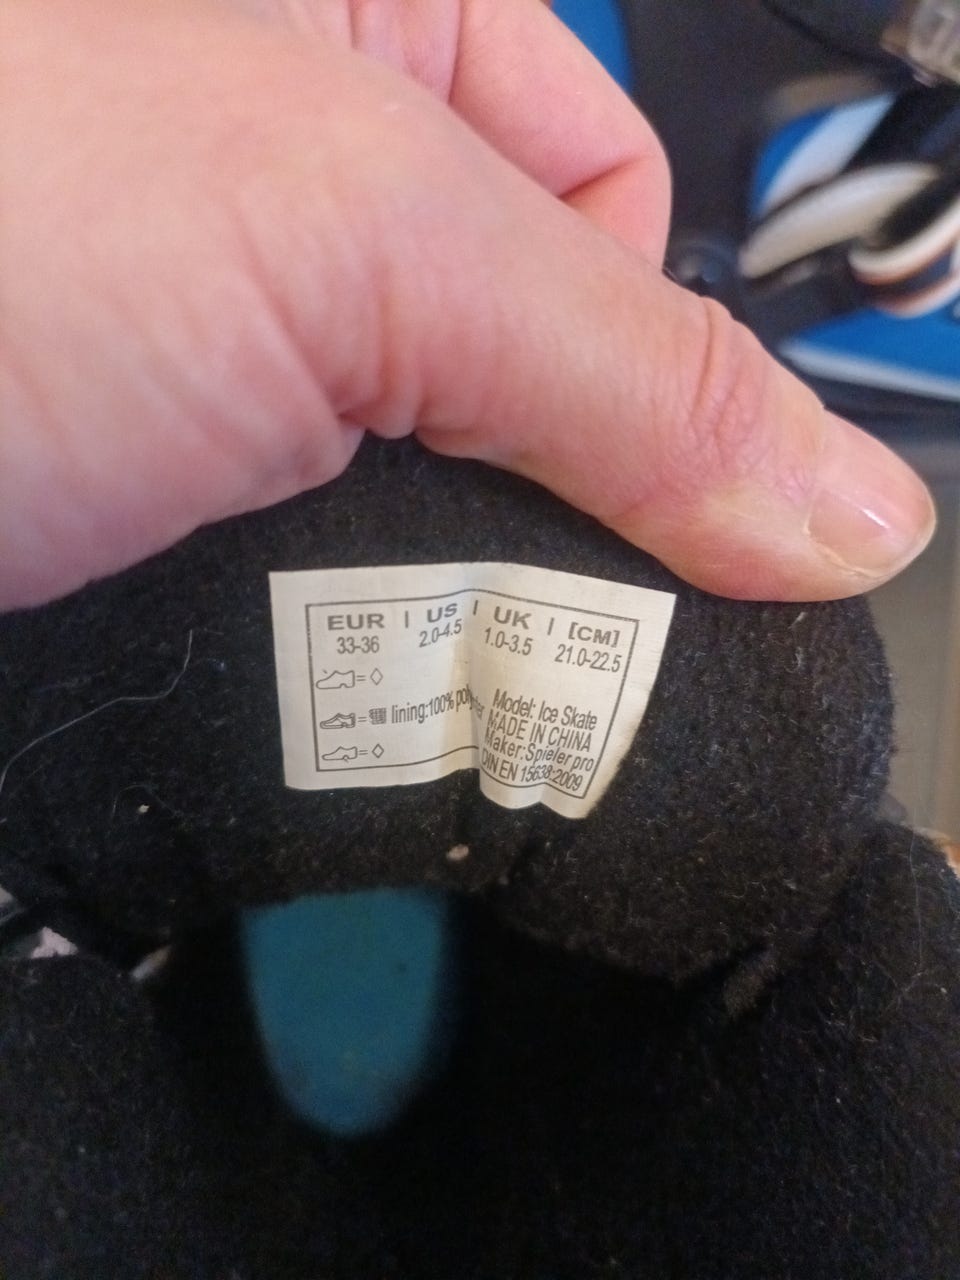 EUR | US | UK | [CM]
33-36 2.0-4.5 1.0-3.5 21.0-22.5
= ◇
= lining:100% polyester
= ◇
Model: Ice Skate
MADE IN CHINA
Maker:Spieler pro
DIN EN 15638:2009